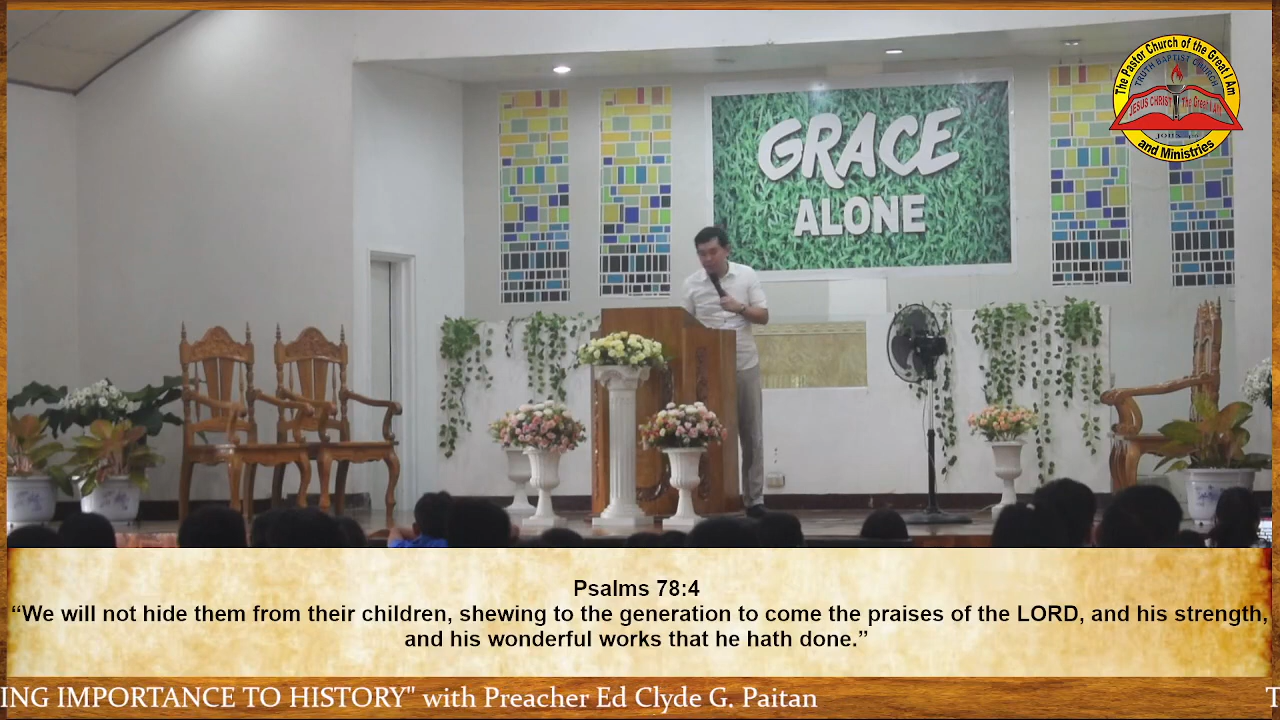 The Pastor Church of the Great I Am
TRUTH BAPTIST CHURCH
JESUS CHRIST The Great I Am
and Ministries
GRACE
ALONE
Psalms 78:4
“We will not hide them from their children, shewing to the generation to come the praises of the LORD, and his strength,
and his wonderful works that he hath done.”
ING IMPORTANCE TO HISTORY" with Preacher Ed Clyde G. Paitan T